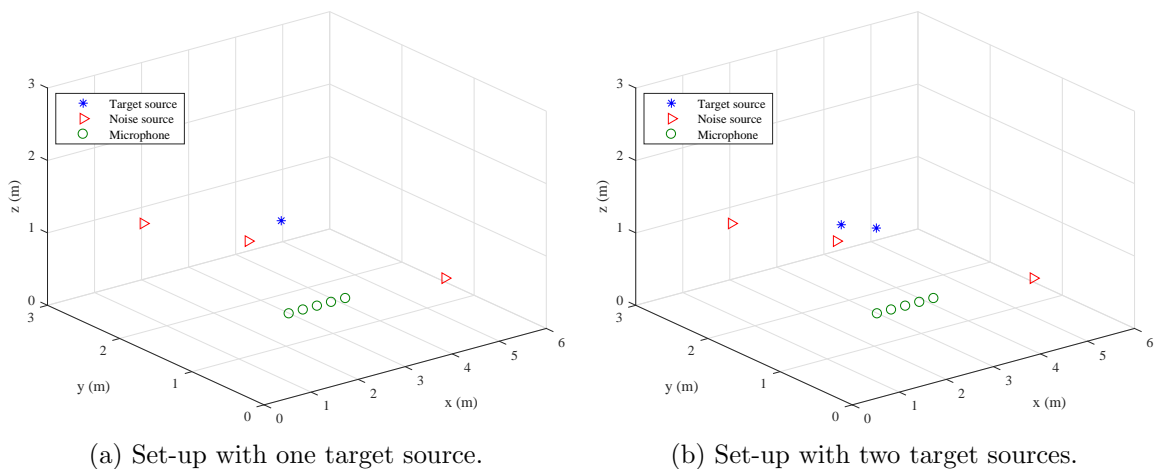 3
2
1
0
z (m)
Target source
Noise source
Microphone
3
2
1
0
y (m)
0
1
2
3
4
5
6
x (m)
(a) Set-up with one target source.
3
2
1
0
z (m)
Target source
Noise source
Microphone
3
2
1
0
y (m)
0
1
2
3
4
5
6
x (m)
(b) Set-up with two target sources.